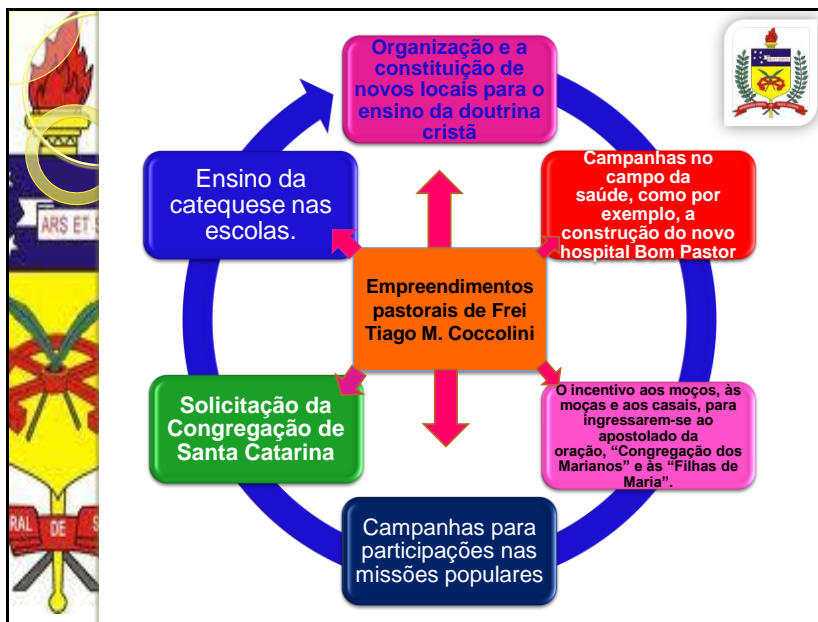 Organização e a
constituição de
novos locais para o
ensino da doutrina
cristã
Campanhas no
campo da
saúde, como por
exemplo, a
construção do novo
hospital Bom Pastor
O incentivo aos moços, às
moças e aos casais, para
ingressarem-se ao
apostolado da
oração, “Congregação dos
Marianos” e às “Filhas de
Maria”.
Campanhas para
participações nas
missões populares
Solicitação da
Congregação de
Santa Catarina
Ensino da
catequese nas
escolas.
Empreendimentos
pastorais de Frei
Tiago M. Coccolini
ARS ET S
RAL DE S